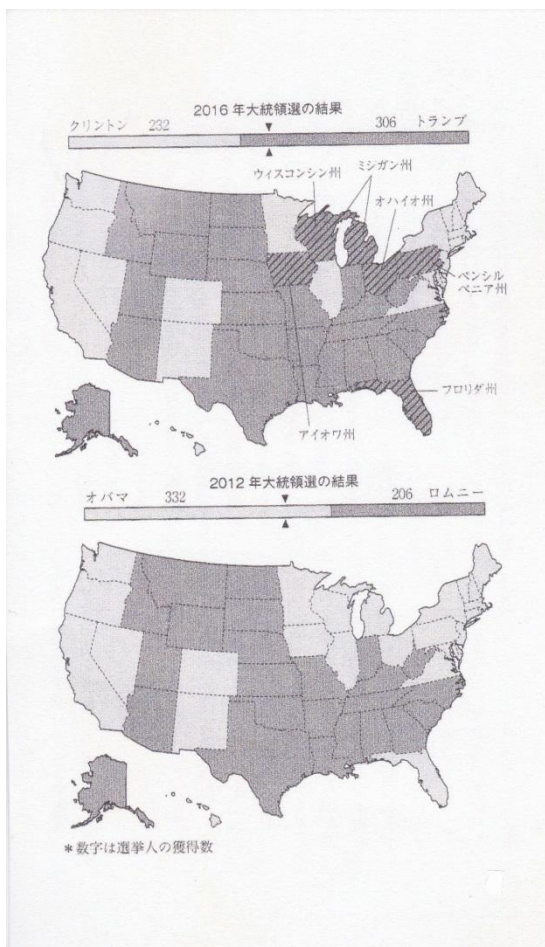 2016年大統領選の結果
クリントン 232 306 トランプ
ウィスコンシン州
ミシガン州
オハイオ州
ペンシル
ベニア州
フロリダ州
アイオワ州
2012年大統領選の結果
オバマ 332 206 ロムニー
*数字は選挙人の獲得数